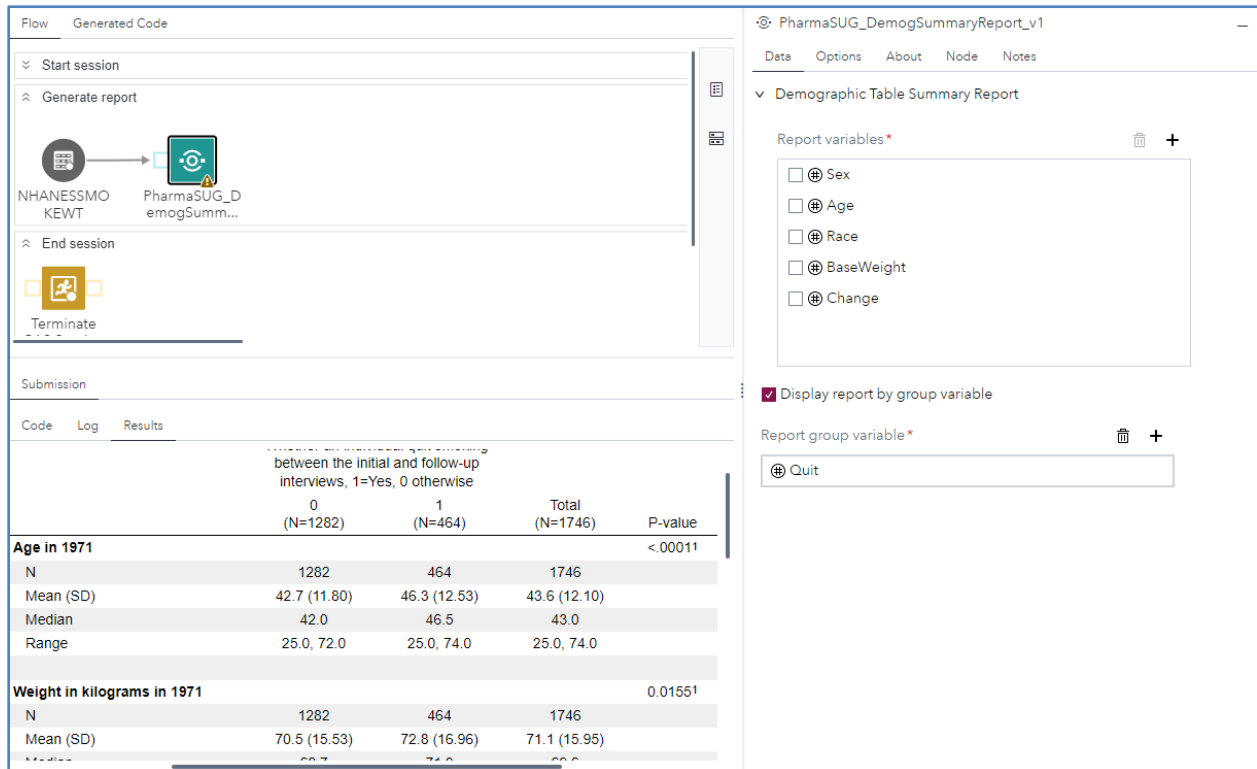 Flow Generated Code
Start session
Generate report
NHANESSMO
KEWT
PharmaSUG_D
emogSumm...
End session
Terminate
Submission
Code Log Results
between the initial and follow-up
interviews, 1=Yes, 0 otherwise
0 1 Total
(N=1282) (N=464) (N=1746) P-value
Age in 1971 <.0001¹
N 1282 464 1746
Mean (SD) 42.7 (11.80) 46.3 (12.53) 43.6 (12.10)
Median 42.0 46.5 43.0
Range 25.0, 72.0 25.0, 74.0 25.0, 74.0
Weight in kilograms in 1971 0.0155¹
N 1282 464 1746
Mean (SD) 70.5 (15.53) 72.8 (16.96) 71.1 (15.95)
PharmaSUG_DemogSummaryReport_v1
Data Options About Node Notes
Demographic Table Summary Report
Report variables*
Sex
Age
Race
BaseWeight
Change
Display report by group variable
Report group variable*
Quit